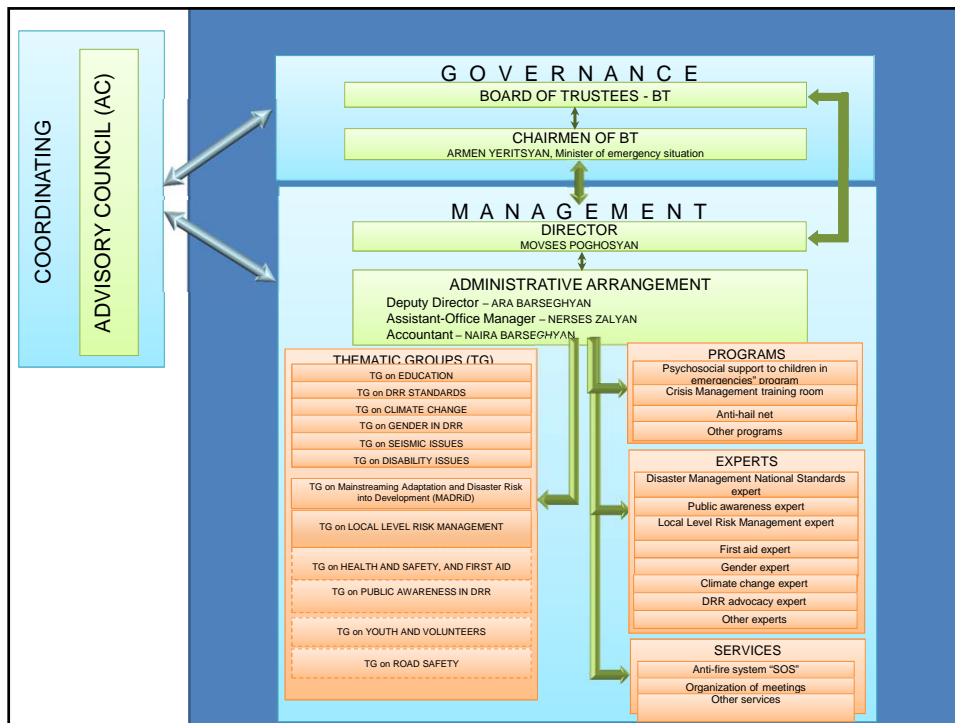 COORDINATING
ADVISORY COUNCIL (AC)
GOVERNANCE
BOARD OF TRUSTEES - BT
CHAIRMEN OF BT
ARMEN YERITSYAN, Minister of emergency situation
MANAGEMENT
DIRECTOR
MOVSES POGHOSYAN
ADMINISTRATIVE ARRANGEMENT
Deputy Director – ARA BARSEGHYAN
Assistant-Office Manager – NERSES ZALYAN
Accountant – NAIRA BARSEGHYAN
THEMATIC GROUPS (TG)
TG on EDUCATION
TG on DRR STANDARDS
TG on CLIMATE CHANGE
TG on GENDER IN DRR
TG on SEISMIC ISSUES
TG on DISABILITY ISSUES
TG on Mainstreaming Adaptation and Disaster Risk
into Development (MADRiD)
TG on LOCAL LEVEL RISK MANAGEMENT
TG on HEALTH AND SAFETY, AND FIRST AID
TG on PUBLIC AWARENESS IN DRR
TG on YOUTH AND VOLUNTEERS
TG on ROAD SAFETY
PROGRAMS
Psychosocial support to children in
emergencies" program
Crisis Management training room
Anti-hail net
Other programs
EXPERTS
Disaster Management National Standards
expert
Public awareness expert
Local Level Risk Management expert
First aid expert
Gender expert
Climate change expert
DRR advocacy expert
Other experts
SERVICES
Anti-fire system “SOS”
Organization of meetings
Other services